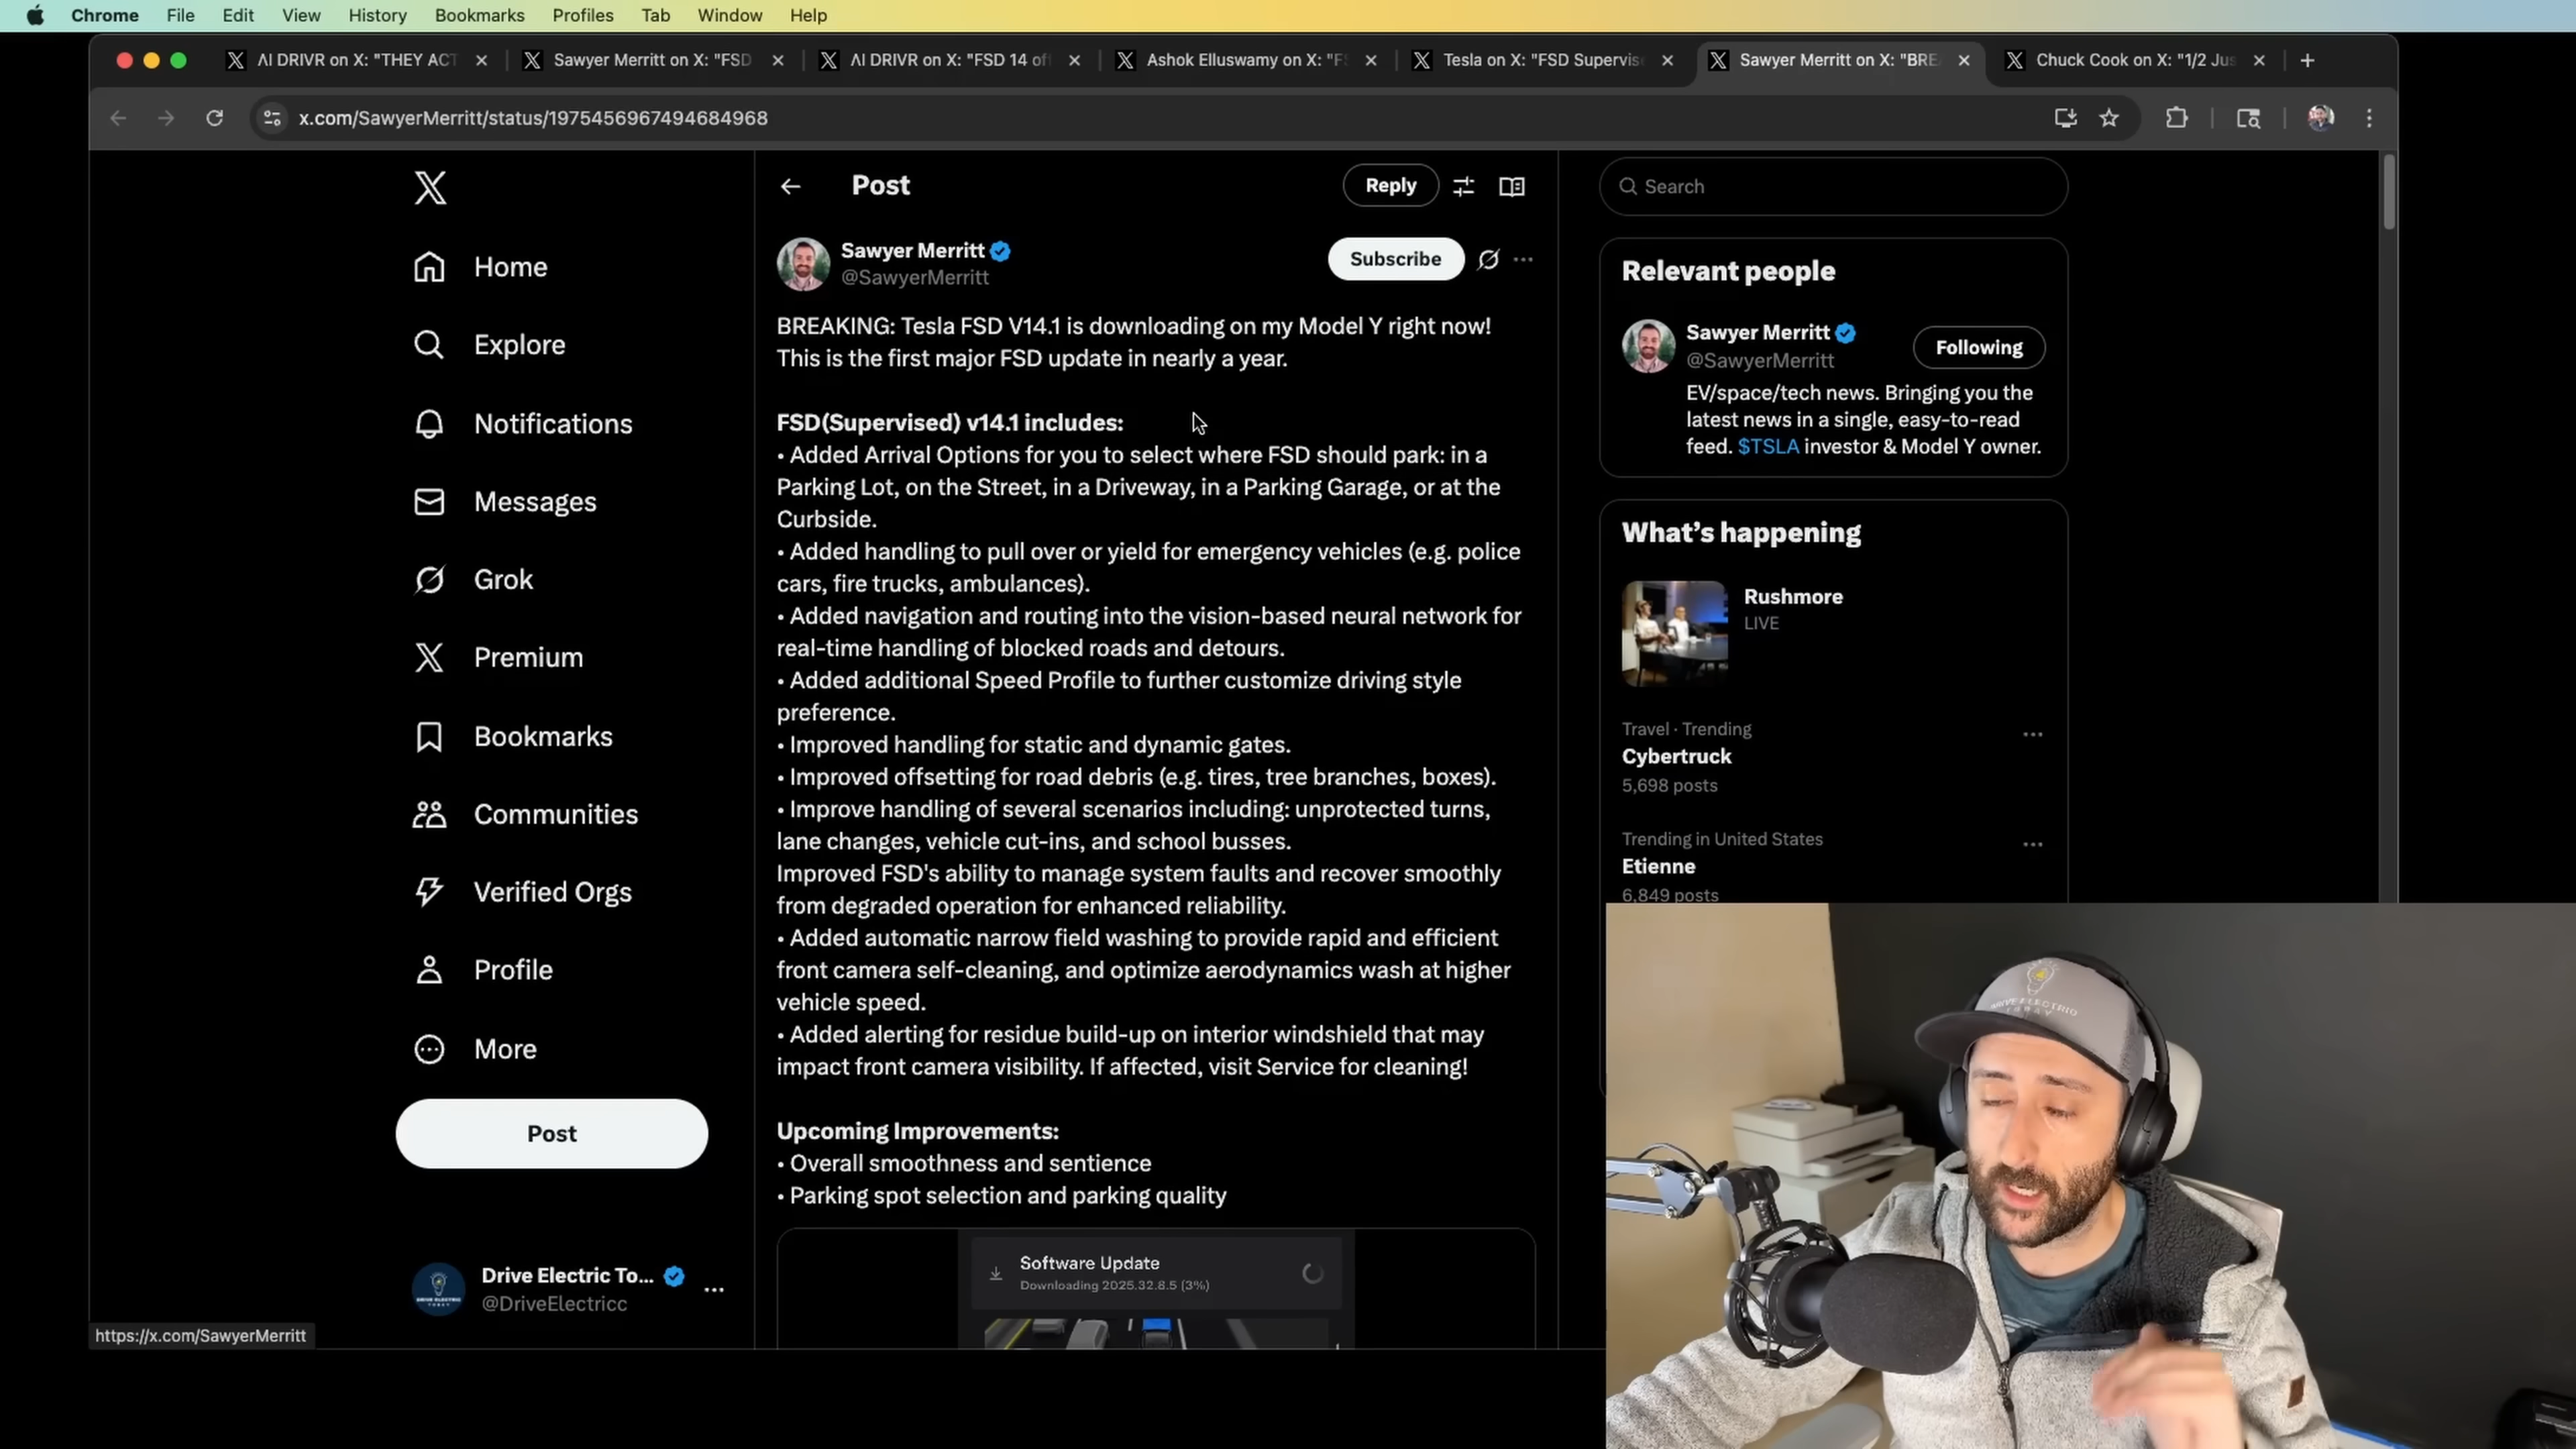 Chrome File Edit View History Bookmarks Profiles Tab Window Help
AI DRIVR on X: "THEY ACT
Sawyer Merritt on X: "FSD
AI DRIVR on X: "FSD 14 of
Ashok Elluswamy on X: "FS
Tesla on X: "FSD Supervise
Sawyer Merritt on X: "BRE
Chuck Cook on X: "1/2 Jus
x.com/SawyerMerritt/status/1975456967494684968
Home
Explore
Notifications
Messages
Grok
Premium
Bookmarks
Communities
Verified Orgs
Profile
More
Post
Drive Electric To...
@DriveElectricc
https://x.com/SawyerMerritt
Post
Reply
Sawyer Merritt
@SawyerMerritt
Subscribe
BREAKING: Tesla FSD V14.1 is downloading on my Model Y right now!
This is the first major FSD update in nearly a year.
FSD(Supervised) v14.1 includes:
• Added Arrival Options for you to select where FSD should park: in a
Parking Lot, on the Street, in a Driveway, in a Parking Garage, or at the
Curbside.
• Added handling to pull over or yield for emergency vehicles (e.g. police
cars, fire trucks, ambulances).
• Added navigation and routing into the vision-based neural network for
real-time handling of blocked roads and detours.
• Added additional Speed Profile to further customize driving style
preference.
• Improved handling for static and dynamic gates.
• Improved offsetting for road debris (e.g. tires, tree branches, boxes).
• Improve handling of several scenarios including: unprotected turns,
lane changes, vehicle cut-ins, and school busses.
Improved FSD's ability to manage system faults and recover smoothly
from degraded operation for enhanced reliability.
• Added automatic narrow field washing to provide rapid and efficient
front camera self-cleaning, and optimize aerodynamics wash at higher
vehicle speed.
• Added alerting for residue build-up on interior windshield that may
impact front camera visibility. If affected, visit Service for cleaning!
Upcoming Improvements:
• Overall smoothness and sentience
• Parking spot selection and parking quality
Software Update
Downloading 2025.32.8.5 (3%)
Search
Relevant people
Sawyer Merritt
@SawyerMerritt
Following
EV/space/tech news. Bringing you the
latest news in a single, easy-to-read
feed. $TSLA investor & Model Y owner.
What's happening
Rushmore
LIVE
Travel · Trending
Cybertruck
5,698 posts
Trending in United States
Etienne
6,849 posts
DRIVE ELECTRIC
TODAY